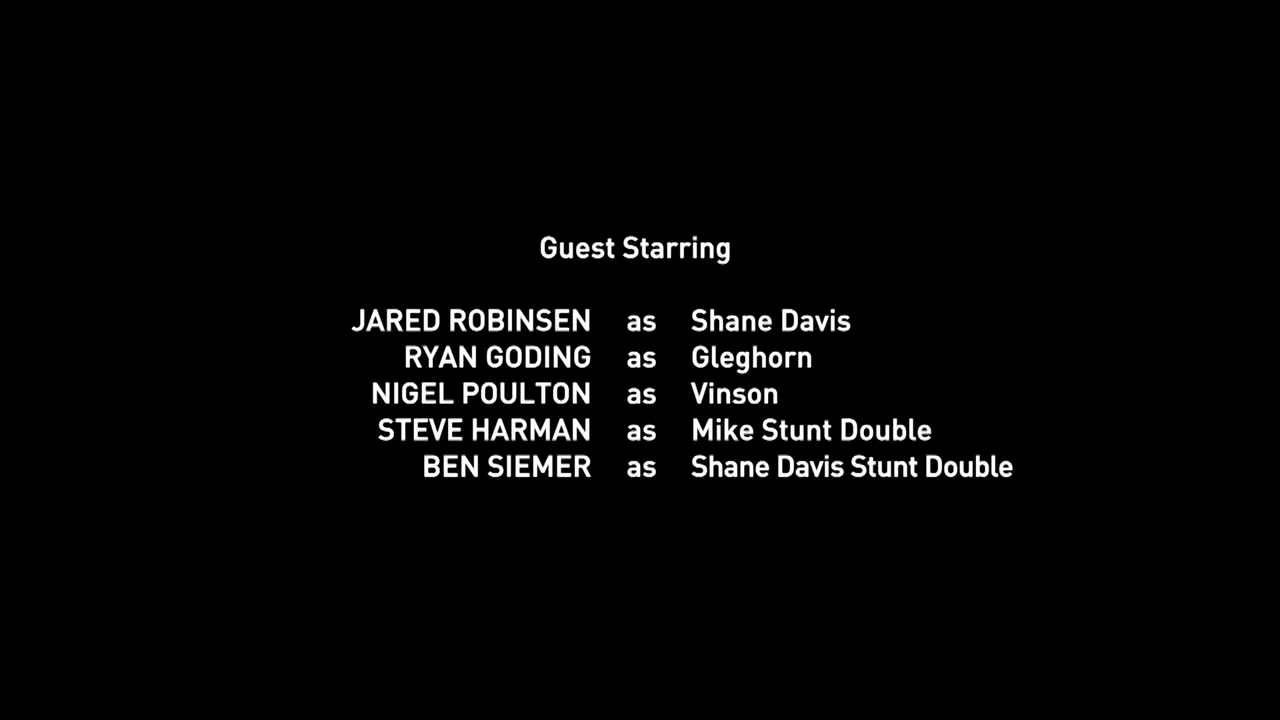 Guest Starring
JARED ROBINSEN as Shane Davis
RYAN GODING as Gleghorn
NIGEL POULTON as Vinson
STEVE HARMAN as Mike Stunt Double
BEN SIEMER as Shane Davis Stunt Double